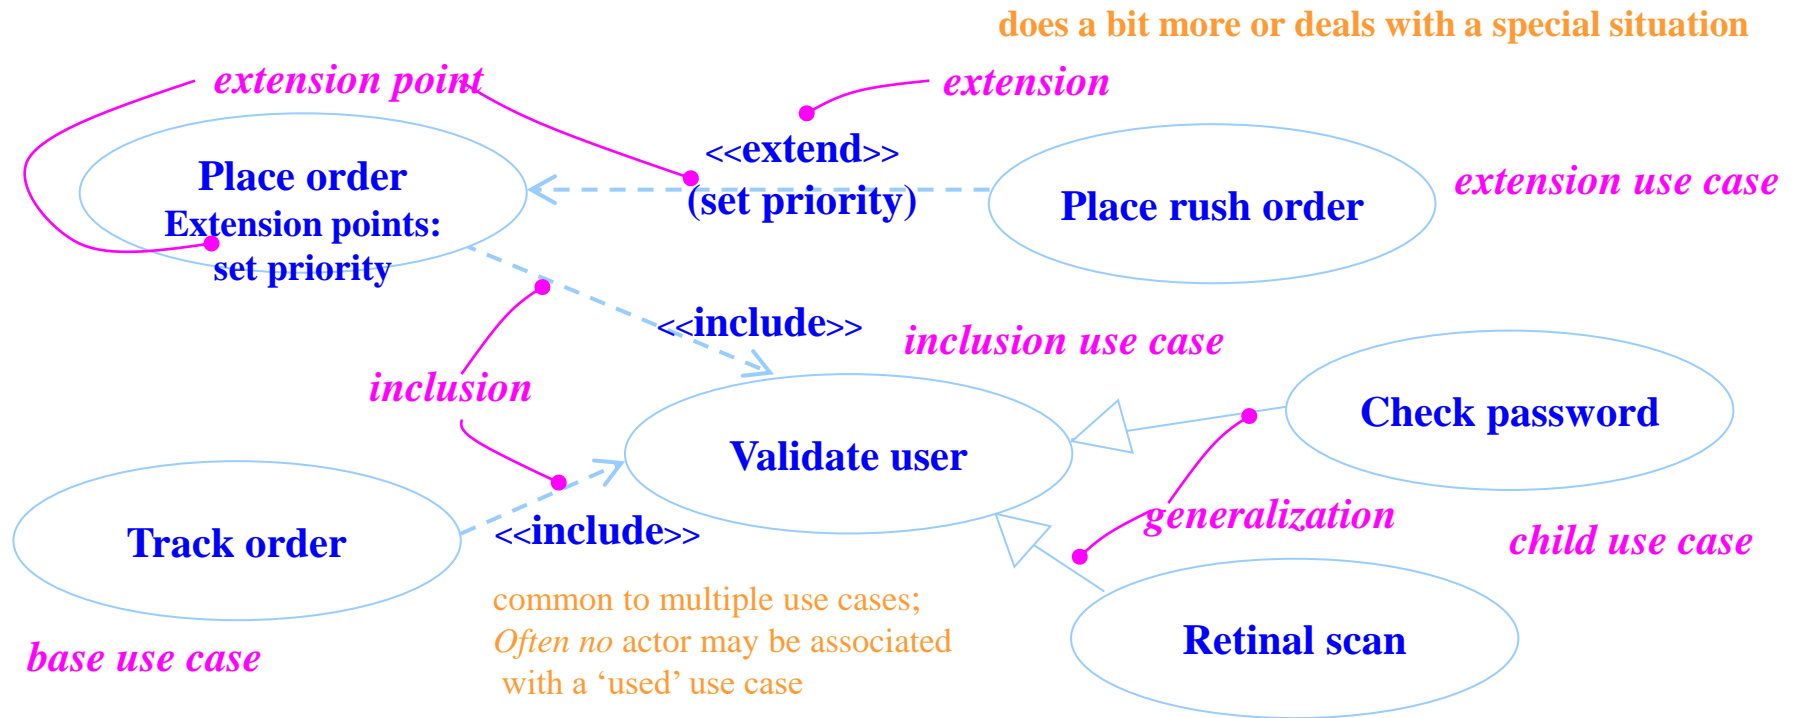 does a bit more or deals with a special situation
extension point
extension
<<extend>>
Place order
Extension points:
set priority
(set priority)
Place rush order
extension use case
<<include>>
inclusion use case
inclusion
Check password
Validate user
generalization
Track order
<<include>>
child use case
common to multiple use cases;
Often no actor may be associated
with a ‘used’ use case
Retinal scan
base use case